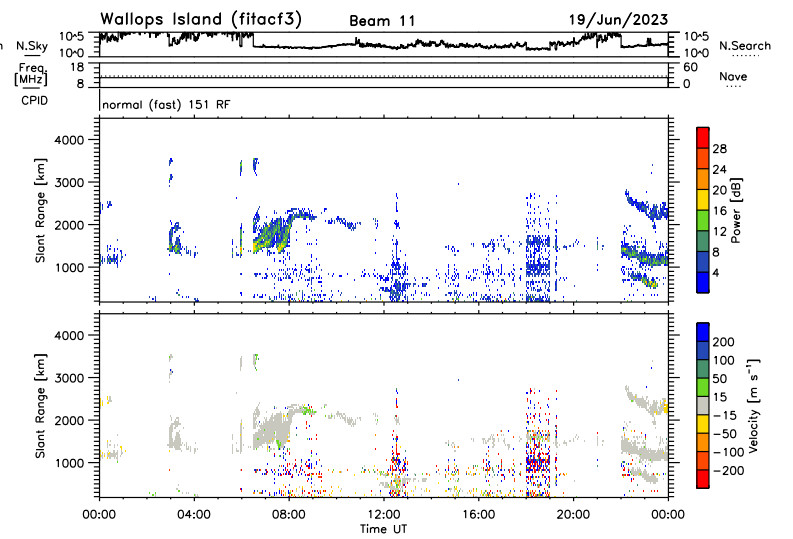 Wallops Island (fitacf3) Beam 11 19/Jun/2023
n N.Sky 10^5 10^5 N.Search
10^0 10^0
Freq. 18 60 Nave
[MHz] 8 0
CPID normal (fast) 151 RF
4000
3000
2000
1000
Slant Range [km]
28
24
20
16
12
8
4
Power [dB]
4000
3000
2000
1000
Slant Range [km]
200
100
50
15
-15
-50
-100
-200
Velocity [m s⁻¹]
00:00 04:00 08:00 12:00 16:00 20:00 00:00
Time UT